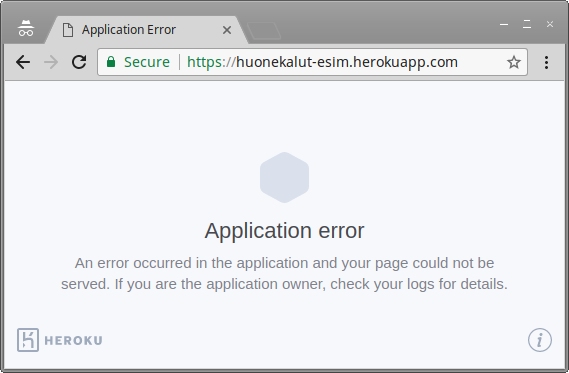 Application Error
Secure https://huonekalut-esim.herokuapp.com
Application error
An error occurred in the application and your page could not be
served. If you are the application owner, check your logs for details.
HEROKU